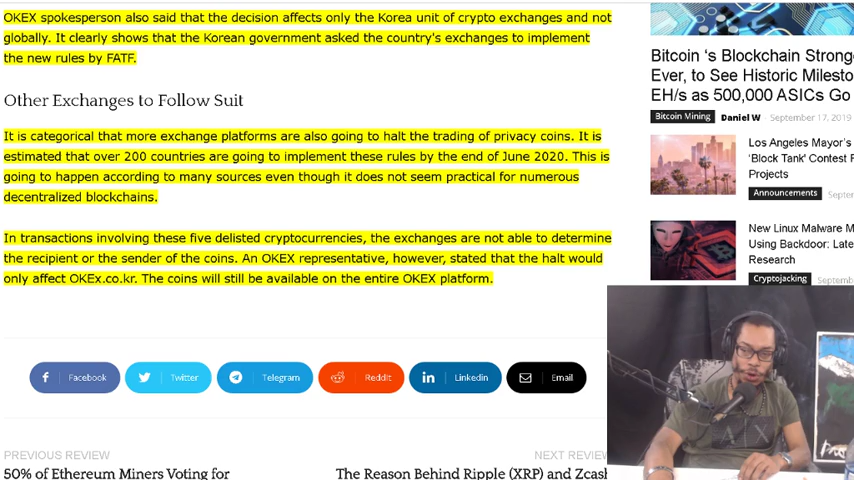 OKEX spokesperson also said that the decision affects only the Korea unit of crypto exchanges and not
globally. It clearly shows that the Korean government asked the country's exchanges to implement
the new rules by FATF.
Other Exchanges to Follow Suit
It is categorical that more exchange platforms are also going to halt the trading of privacy coins. It is
estimated that over 200 countries are going to implement these rules by the end of June 2020. This is
going to happen according to many sources even though it does not seem practical for numerous
decentralized blockchains.
In transactions involving these five delisted cryptocurrencies, the exchanges are not able to determine
the recipient or the sender of the coins. An OKEX representative, however, stated that the halt would
only affect OKEx.co.kr. The coins will still be available on the entire OKEX platform.
Facebook
Twitter
Telegram
ReddIt
Linkedin
Email
PREVIOUS REVIEW
50% of Ethereum Miners Voting for
NEXT REVIEW
The Reason Behind Ripple (XRP) and Zcash
Bitcoin 's Blockchain Strong
Ever, to See Historic Milesto
EH/s as 500,000 ASICs Go
Bitcoin Mining Daniel W - September 17, 2019
Los Angeles Mayor's
'Block Tank' Contest F
Projects
Announcements Septem
New Linux Malware M
Using Backdoor: Late
Research
Cryptojacking Septemb